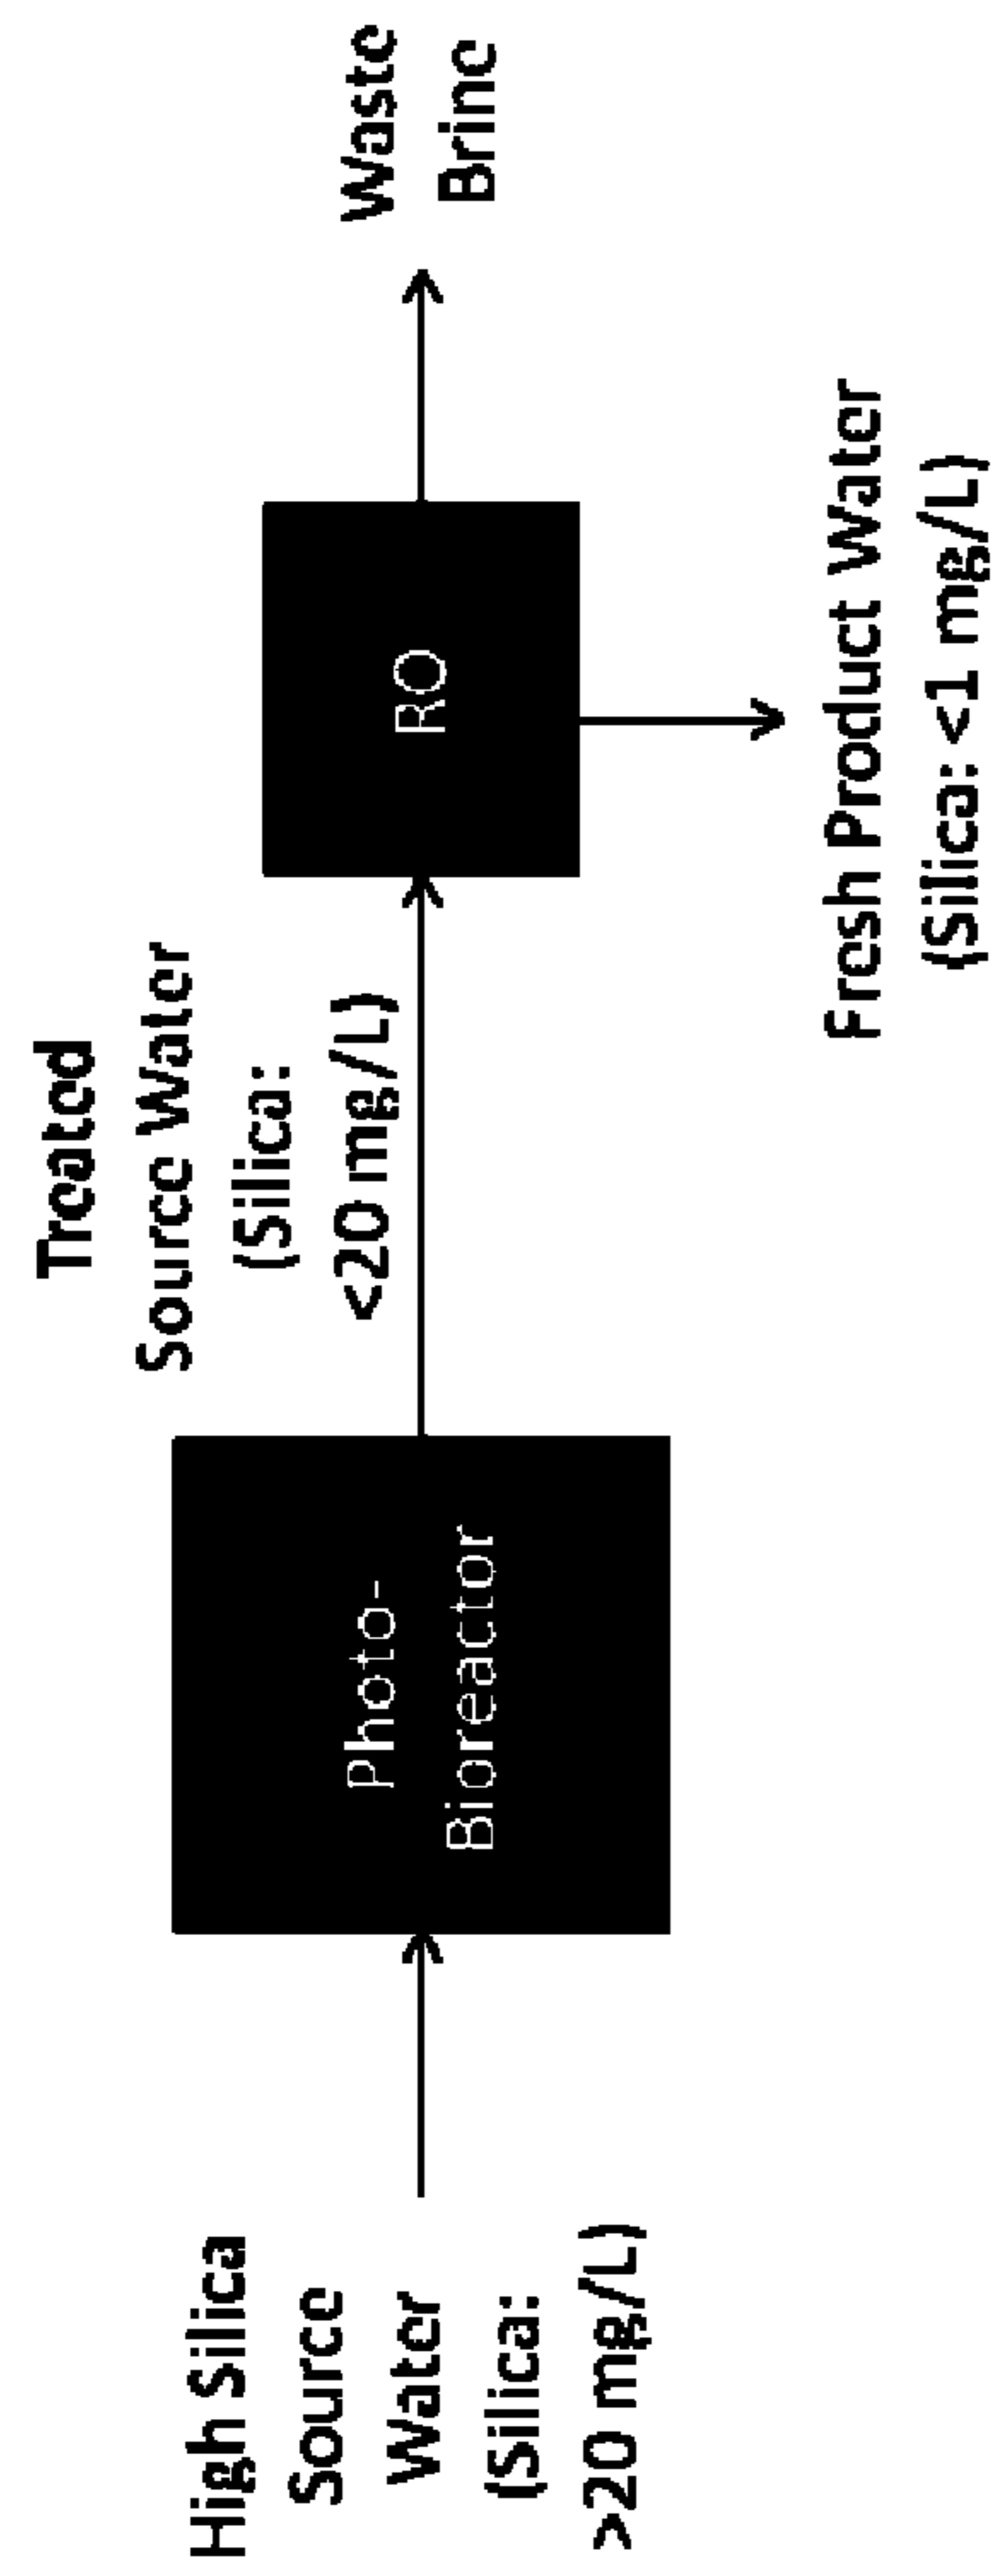 High Silica
Source
Water
(Silica:
>20 mg/L)
Photo-
Bioreactor
Treated
Source Water
(Silica:
<20 mg/L)
RO
Waste
Brine
Fresh Product Water
(Silica: <1 mg/L)